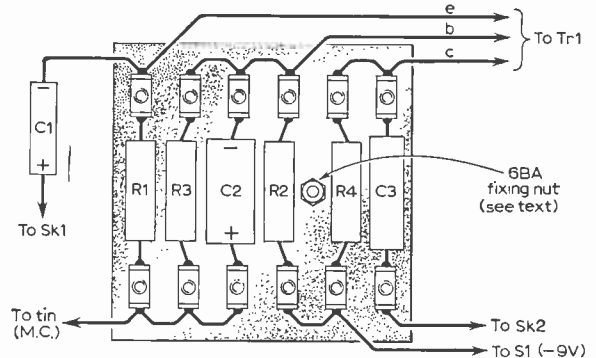 e
b
c
To Tr1
−
C1
+
To Sk1
R1
R3
−
C2
+
R2
R4
C3
6BA
fixing nut
(see text)
To tin
(M.C.)
To Sk2
To S1 (−9V)